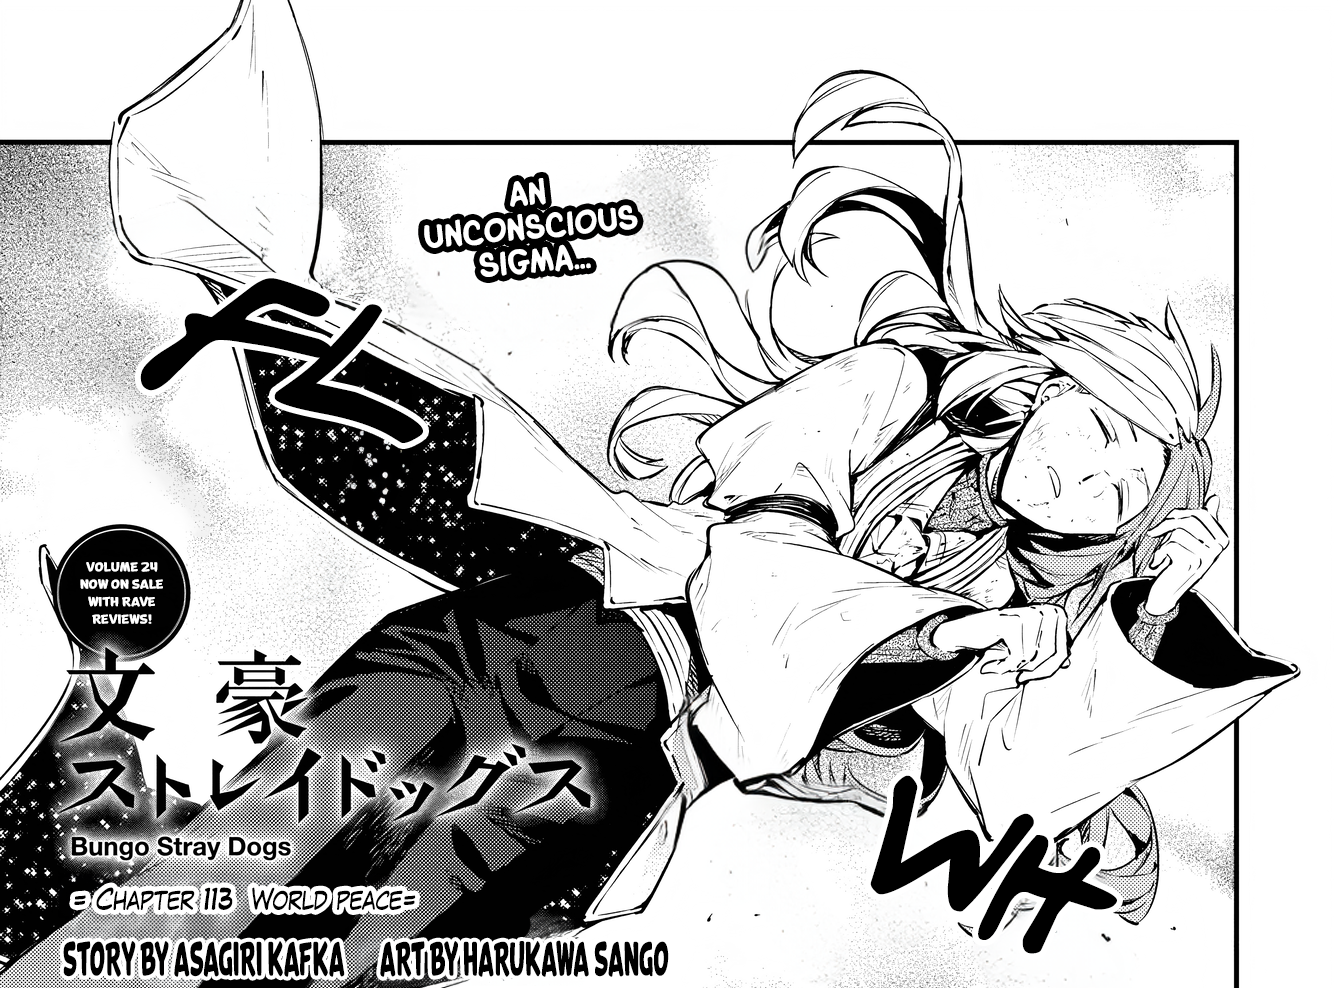 AN
UNCONSCIOUS
SIGMA...
FL
VOLUME 24
NOW ON SALE
WITH RAVE
REVIEWS!
文豪
ストレイドッグス
Bungo Stray Dogs
= CHAPTER 113 WORLD PEACE=
WH
STORY BY ASAGIRI KAFKA ART BY HARUKAWA SANGO